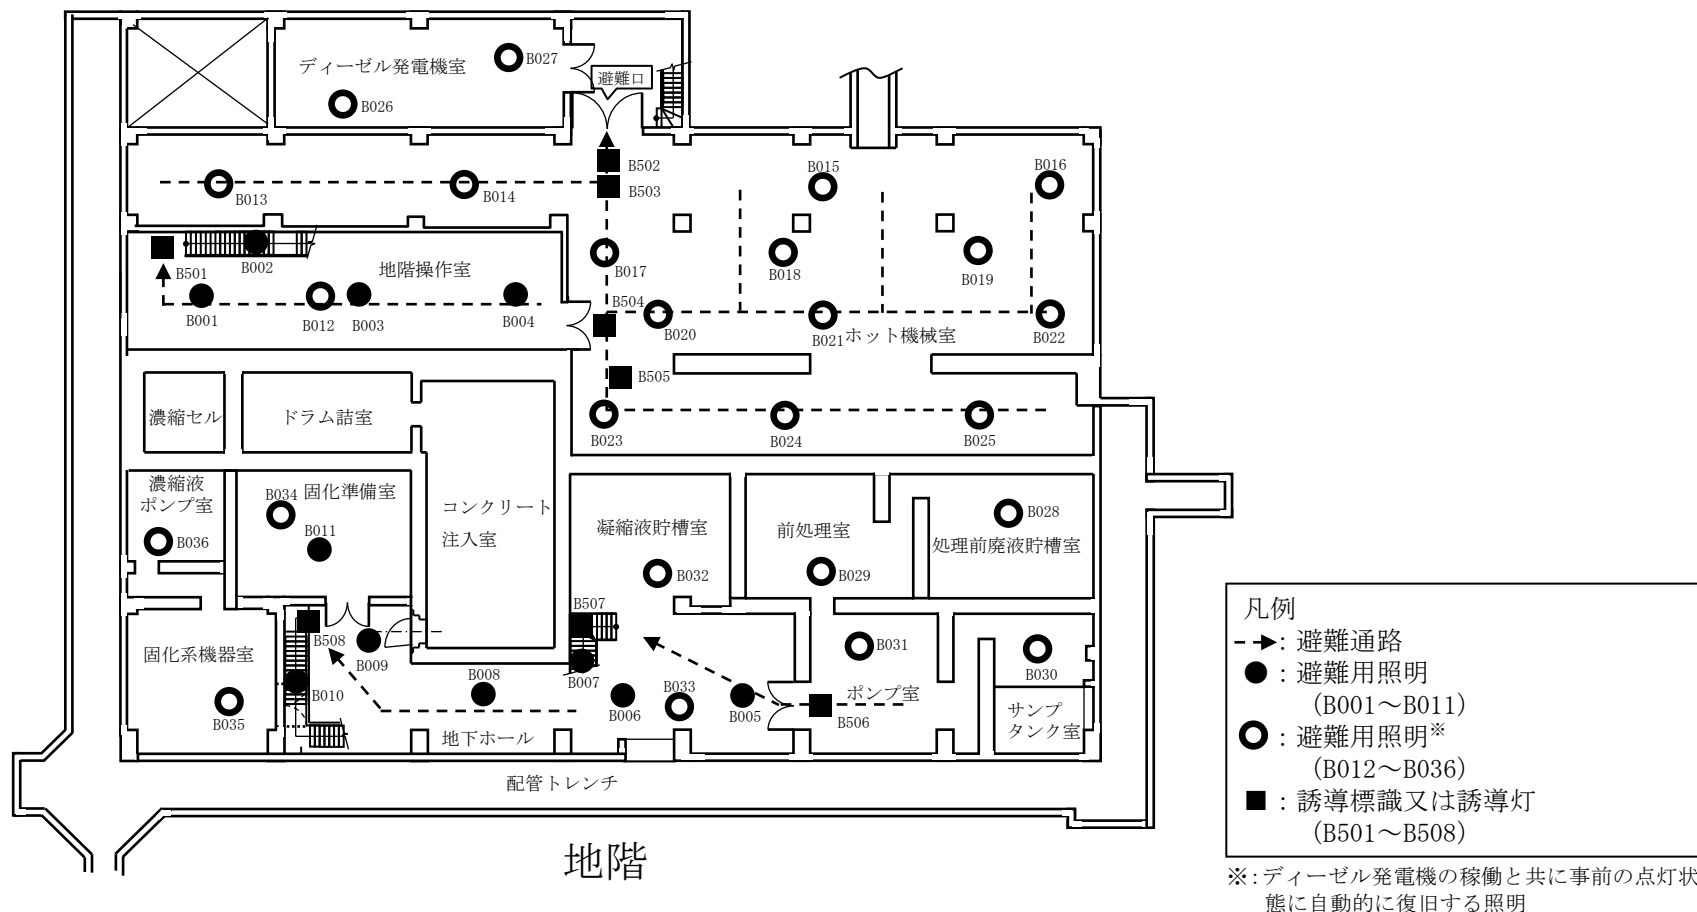 ディーゼル発電機室
B027
B026
避難口
B502
B503
B013
B014
B015
B016
B501
B002
地階操作室
B001
B012
B003
B004
B017
B018
B019
B504
B020
B021
ホット機械室
B022
B505
B023
B024
B025
濃縮セル
ドラム詰室
濃縮液
ポンプ室
B036
B034
固化準備室
B011
コンクリート
注入室
凝縮液貯槽室
B032
前処理室
B029
B028
処理前廃液貯槽室
固化系機器室
B035
B508
B009
B010
B507
B007
B008
B006
B033
B005
B031
ポンプ室
B506
B030
サンプ
タンク室
地下ホール
配管トレンチ
地階
凡例
：避難通路
：避難用照明
（B001～B011）
：避難用照明※
（B012～B036）
：誘導標識又は誘導灯
（B501～B508）
※：ディーゼル発電機の稼働と共に事前の点灯状
態に自動的に復旧する照明